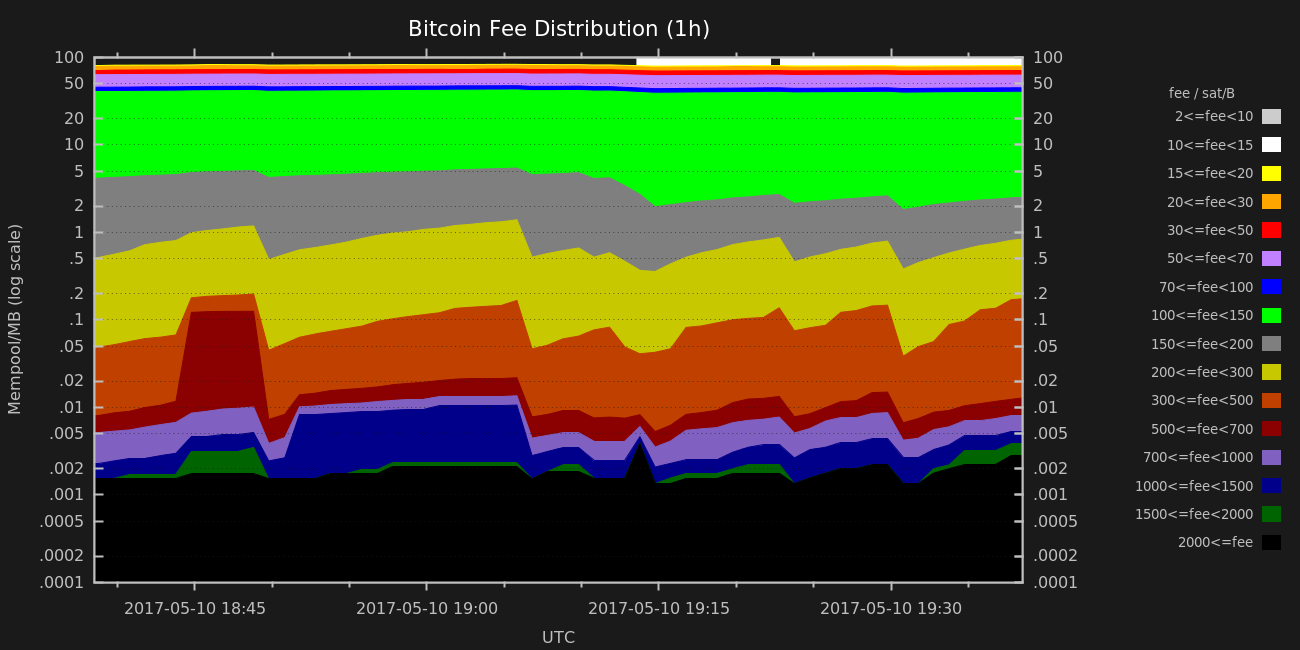 Bitcoin Fee Distribution (1h)
Mempool/MB (log scale)
100
50
20
10
5
2
1
.5
.2
.1
.05
.02
.01
.005
.002
.001
.0005
.0002
.0001
100
50
20
10
5
2
1
.5
.2
.1
.05
.02
.01
.005
.002
.001
.0005
.0002
.0001
2017-05-10 18:45
2017-05-10 19:00
2017-05-10 19:15
2017-05-10 19:30
UTC
fee / sat/B
2<=fee<10
10<=fee<15
15<=fee<20
20<=fee<30
30<=fee<50
50<=fee<70
70<=fee<100
100<=fee<150
150<=fee<200
200<=fee<300
300<=fee<500
500<=fee<700
700<=fee<1000
1000<=fee<1500
1500<=fee<2000
2000<=fee